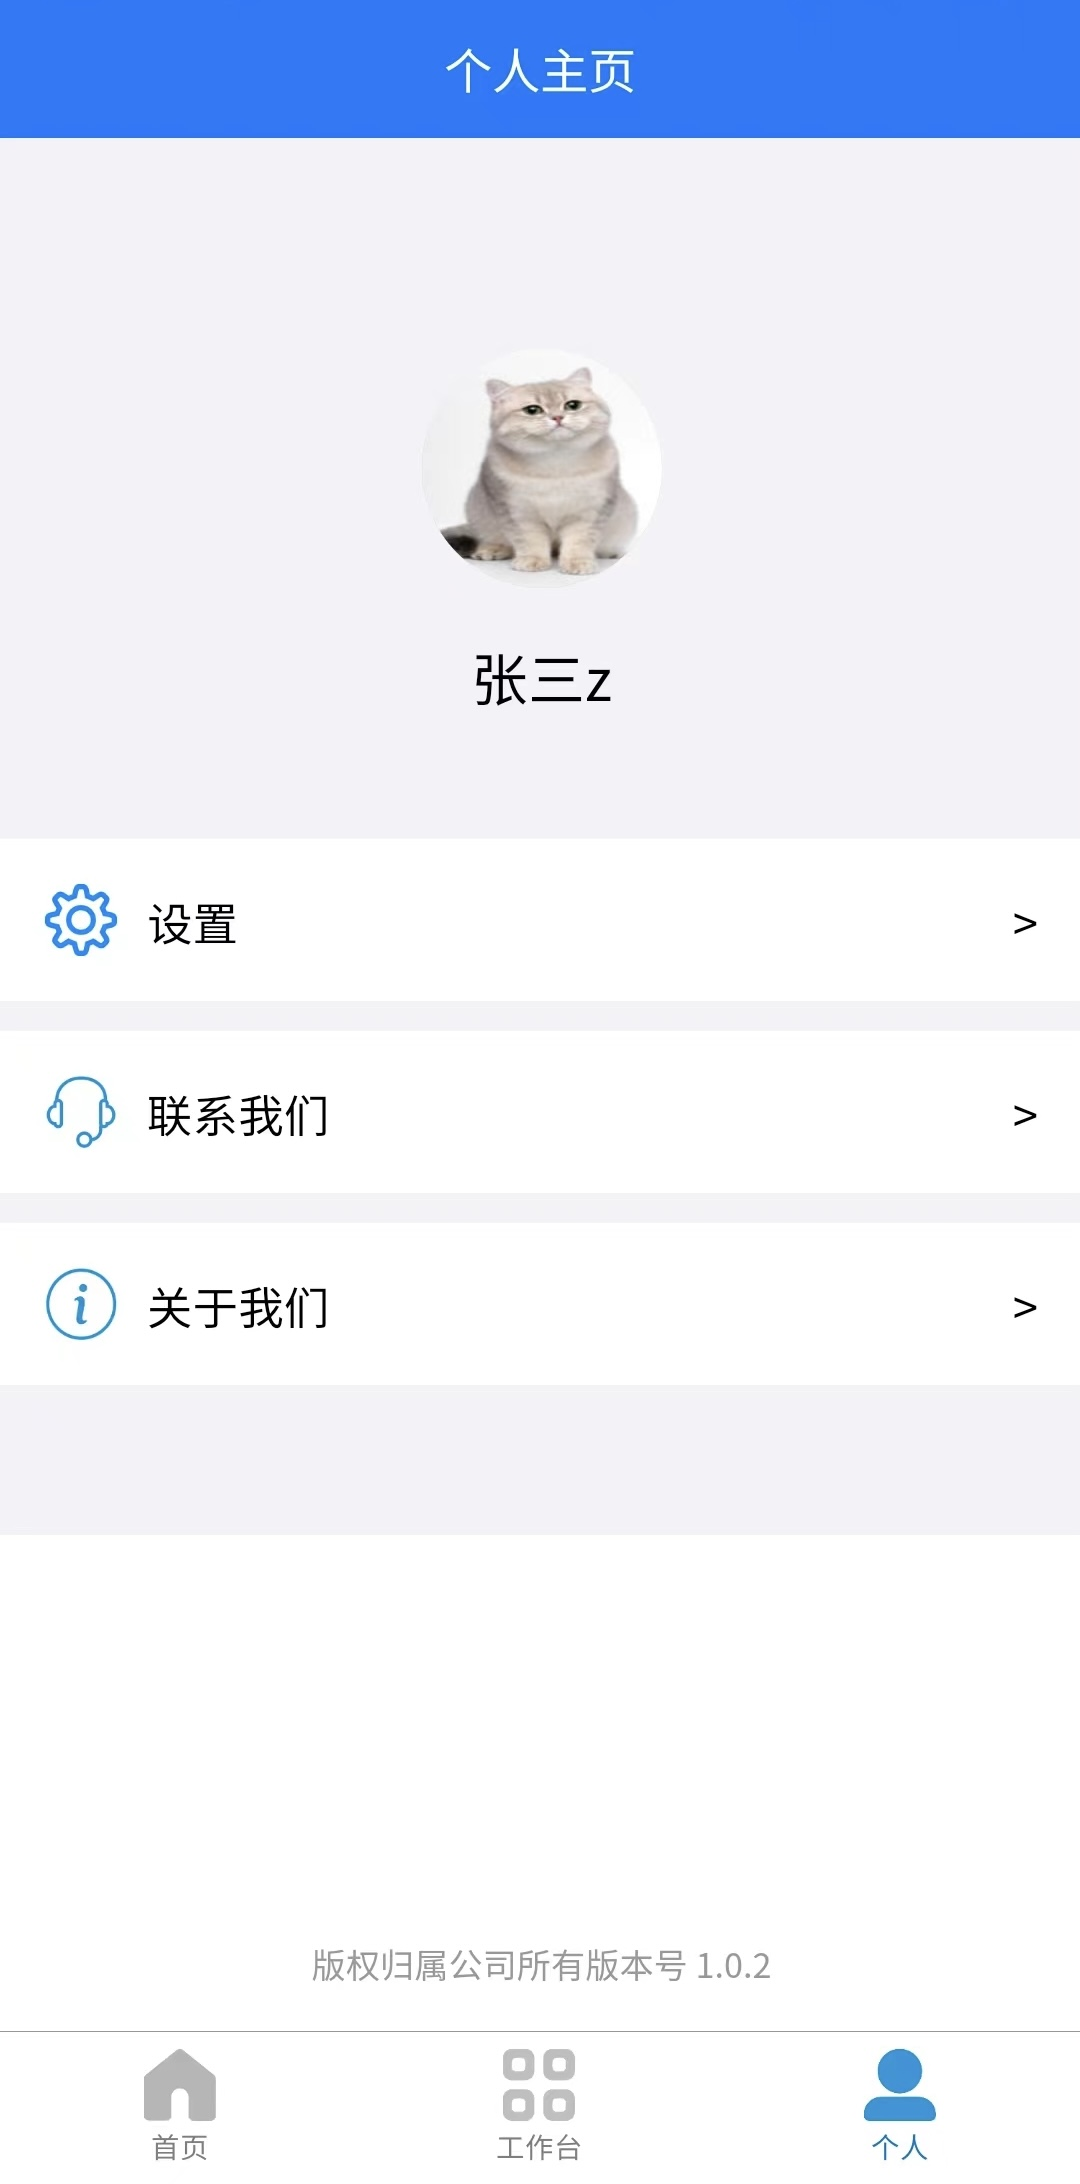 个人主页
张三z
设置 >
联系我们 >
关于我们 >
版权归属公司所有版本号 1.0.2
首页 工作台 个人